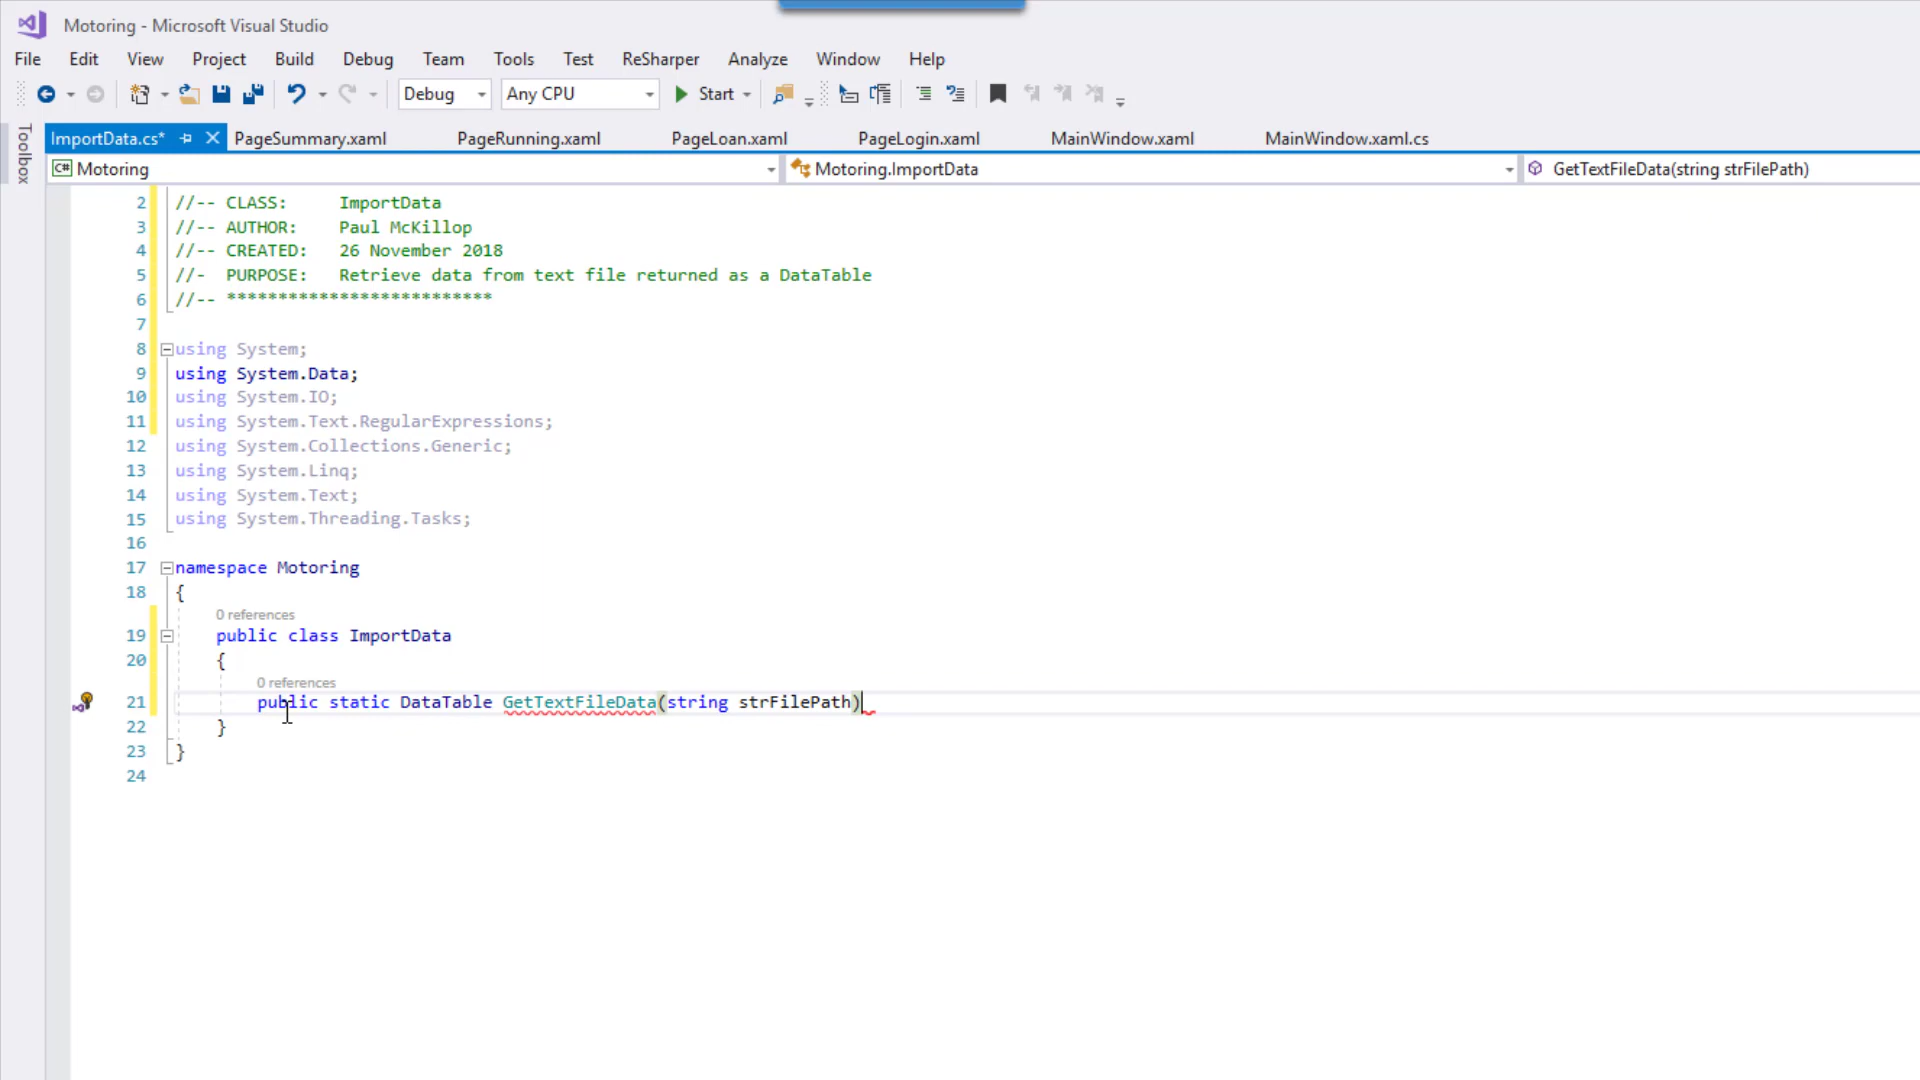 Motoring - Microsoft Visual Studio
File Edit View Project Build Debug Team Tools Test ReSharper Analyze Window Help
Debug Any CPU Start
Toolbox
ImportData.cs* PageSummary.xaml PageRunning.xaml PageLoan.xaml PageLogin.xaml MainWindow.xaml MainWindow.xaml.cs
C# Motoring Motoring.ImportData GetTextFileData(string strFilePath)
2 //-- CLASS: ImportData
3 //-- AUTHOR: Paul McKillop
4 //-- CREATED: 26 November 2018
5 //- PURPOSE: Retrieve data from text file returned as a DataTable
6 //-- **************************
7
8 using System;
9 using System.Data;
10 using System.IO;
11 using System.Text.RegularExpressions;
12 using System.Collections.Generic;
13 using System.Linq;
14 using System.Text;
15 using System.Threading.Tasks;
16
17 namespace Motoring
18 {
0 references
19 public class ImportData
20 {
0 references
21 public static DataTable GetTextFileData(string strFilePath)
22 }
23 }
24